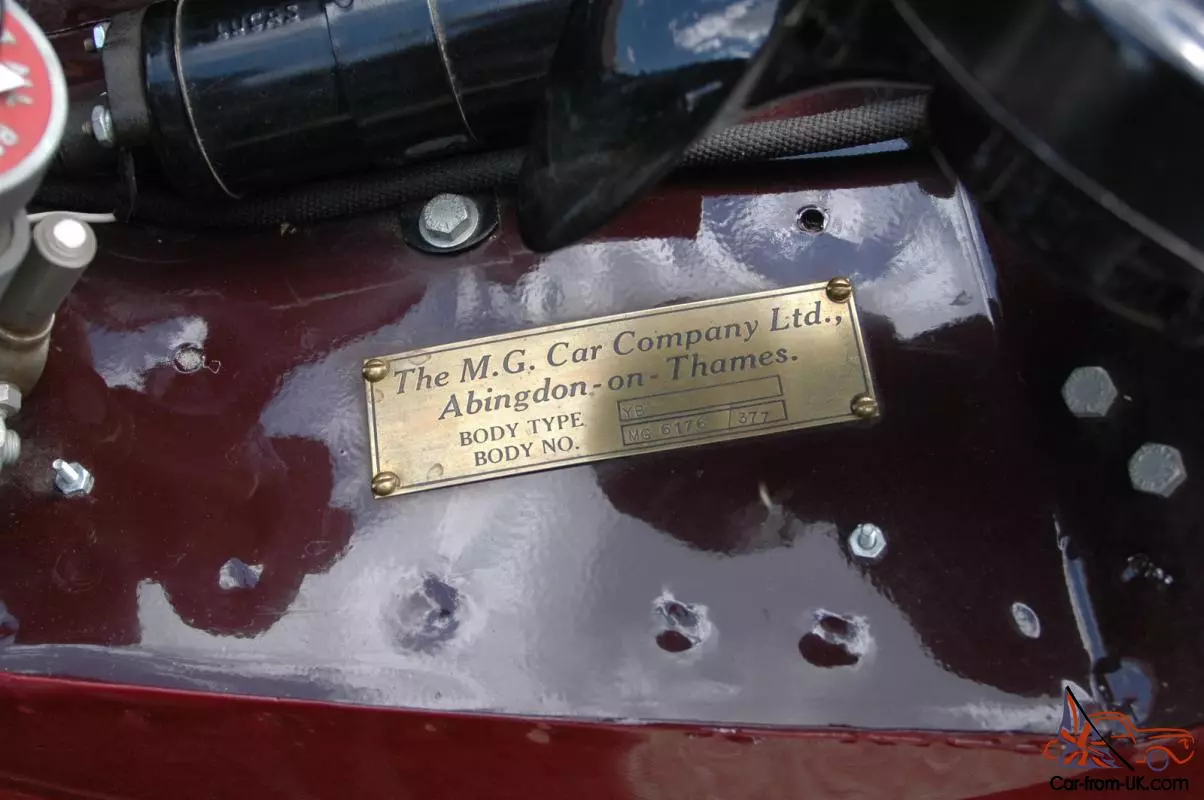 LUCAS
The M.G. Car Company Ltd.,
Abingdon-on-Thames.
BODY TYPE YB
BODY NO. MG 6176 377
Car-from-UK.com